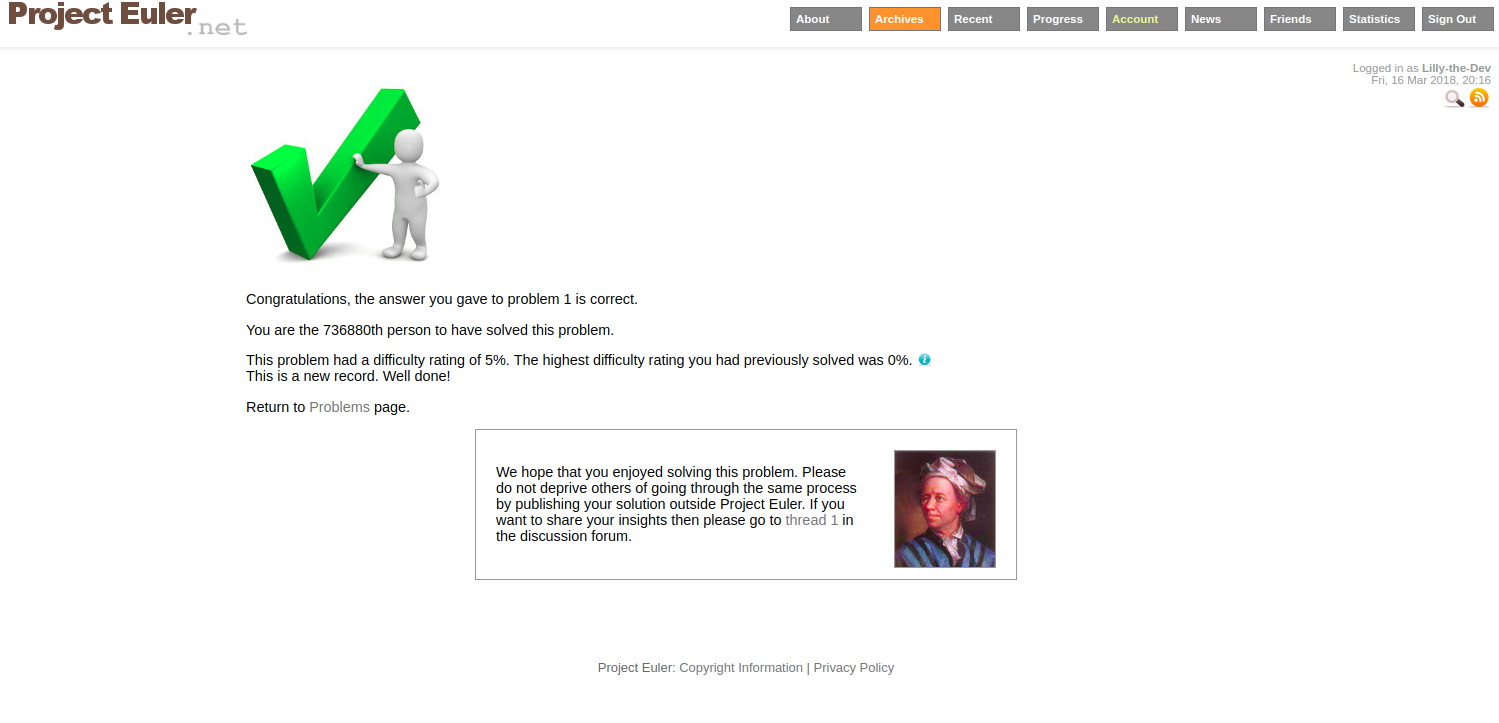 Project Euler
.net
About Archives Recent Progress Account News Friends Statistics Sign Out
Logged in as Lilly-the-Dev
Fri, 16 Mar 2018, 20:16
Congratulations, the answer you gave to problem 1 is correct.
You are the 736880th person to have solved this problem.
This problem had a difficulty rating of 5%. The highest difficulty rating you had previously solved was 0%.
This is a new record. Well done!
Return to Problems page.
We hope that you enjoyed solving this problem. Please
do not deprive others of going through the same process
by publishing your solution outside Project Euler. If you
want to share your insights then please go to thread 1 in
the discussion forum.
Project Euler: Copyright Information | Privacy Policy